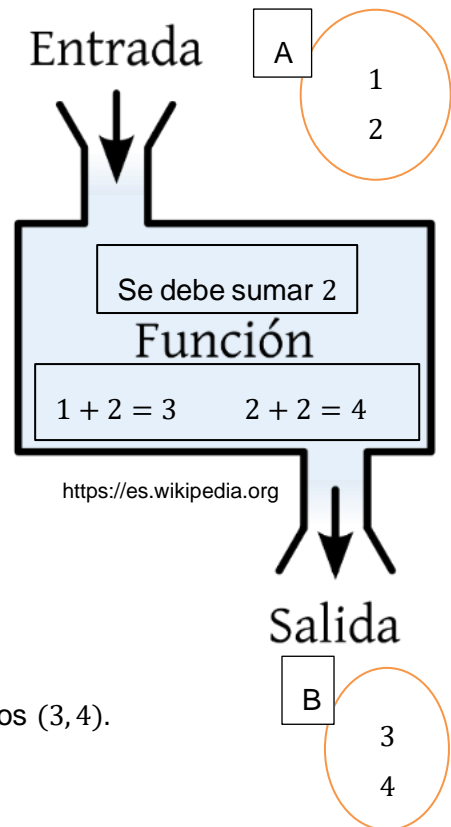 Entrada
A
1
2
Se debe sumar 2
Función
1 + 2 = 3 2 + 2 = 4
https://es.wikipedia.org
Salida
B
os (3, 4).
3
4